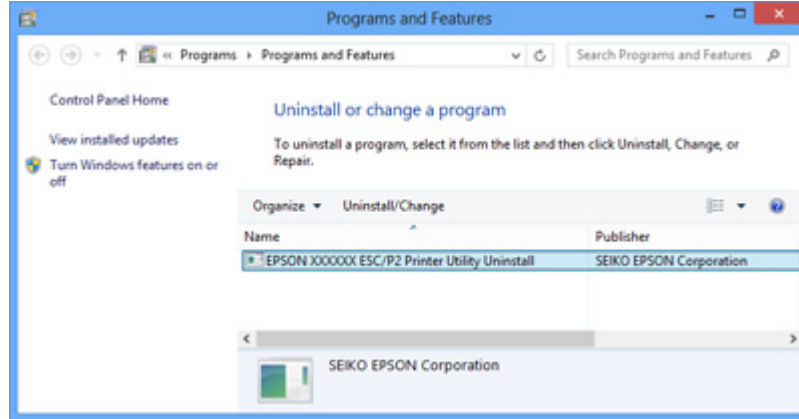 Programs and Features
« Programs ▸ Programs and Features
Search Programs and Features
Control Panel Home
View installed updates
Turn Windows features on or
off
Uninstall or change a program
To uninstall a program, select it from the list and then click Uninstall, Change, or
Repair.
Organize Uninstall/Change
Name Publisher
EPSON XXXXXX ESC/P2 Printer Utility Uninstall SEIKO EPSON Corporation
SEIKO EPSON Corporation